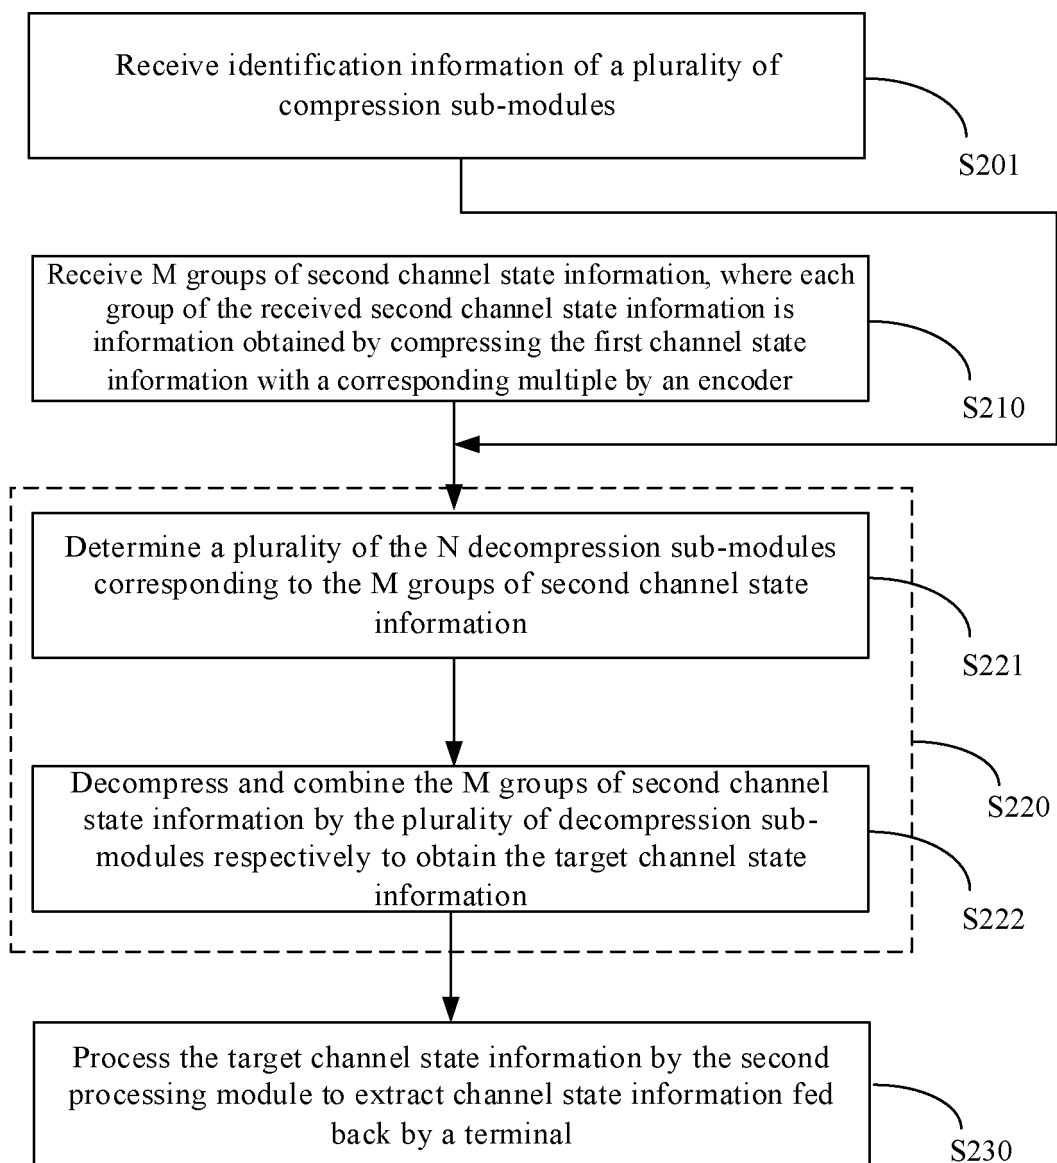 Receive identification information of a plurality of
compression sub-modules
S201
Receive M groups of second channel state information, where each
group of the received second channel state information is
information obtained by compressing the first channel state
information with a corresponding multiple by an encoder
S210
Determine a plurality of the N decompression sub-modules
corresponding to the M groups of second channel state
information
S221
Decompress and combine the M groups of second channel
state information by the plurality of decompression sub-
modules respectively to obtain the target channel state
information
S220
S222
Process the target channel state information by the second
processing module to extract channel state information fed
back by a terminal
S230